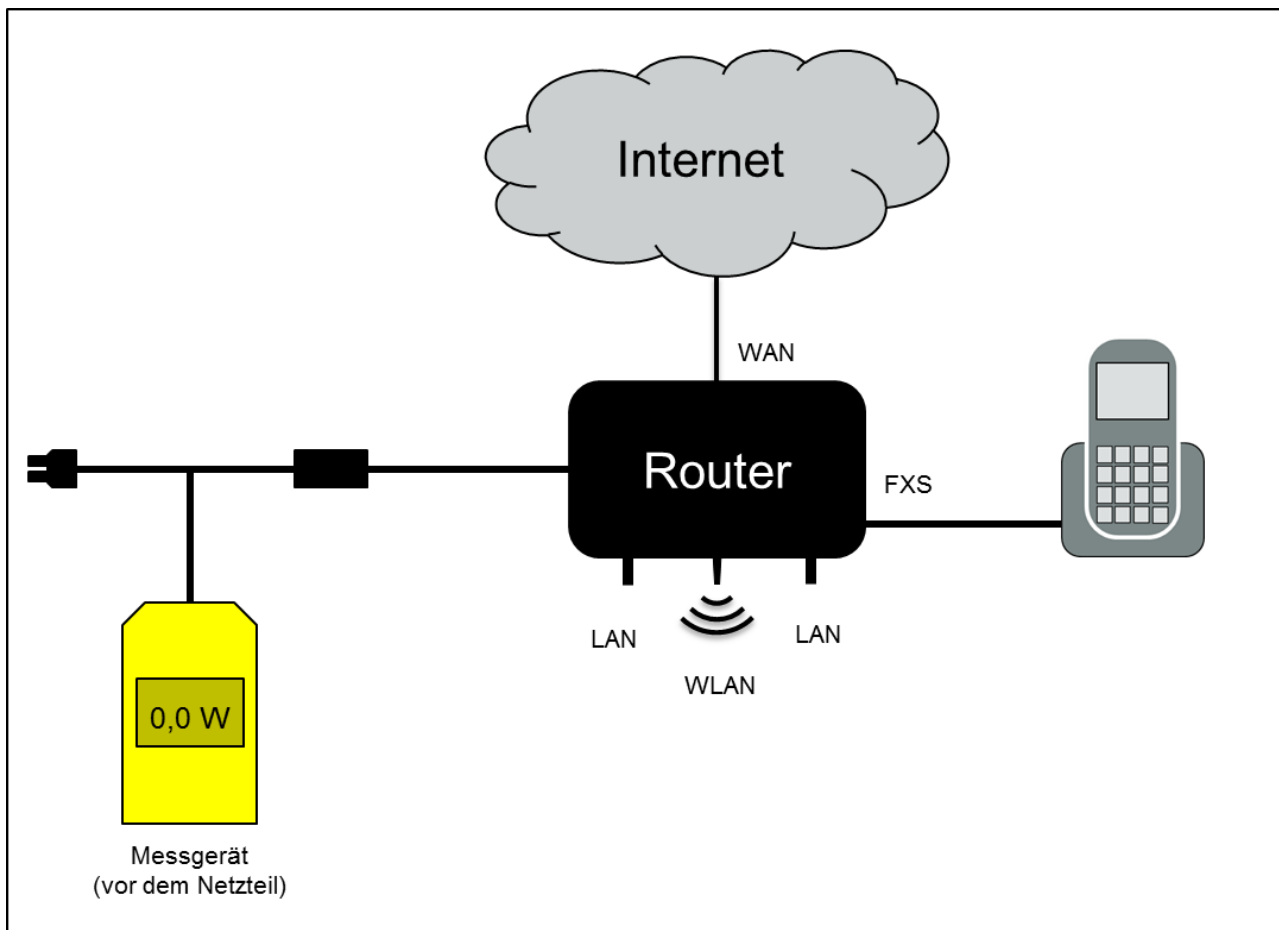 Internet
WAN
Router
FXS
LAN
LAN
WLAN
0,0 W
Messgerät
(vor dem Netzteil)